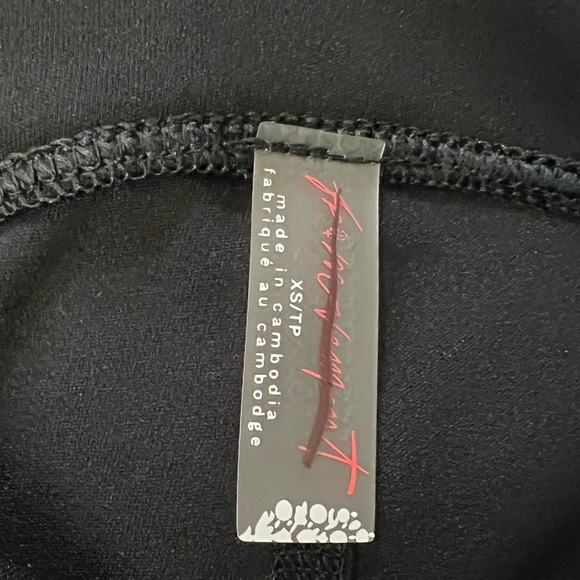 XS/TP
made in cambodia
fabriqué au cambodge